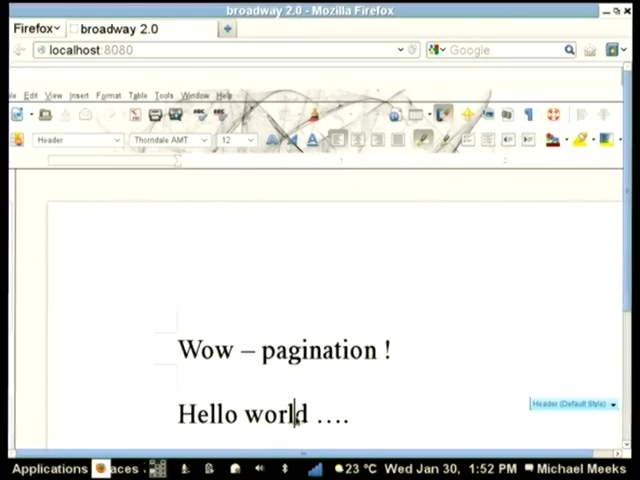 broadway 2.0 - Mozilla Firefox
Firefox broadway 2.0
localhost:8080 Google
Edit View Insert Format Table Tools Window Help
Header Thorndale AMT 12
Wow – pagination !
Hello world ....
Header (Default Style)
Applications aces 23 °C Wed Jan 30, 1:52 PM Michael Meeks